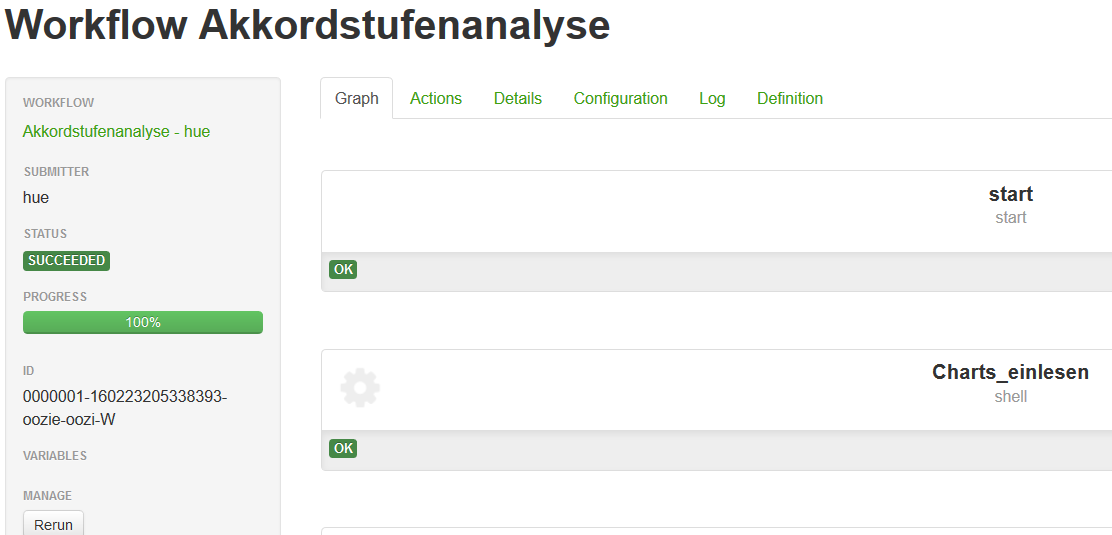 Workflow Akkordstufenanalyse
WORKFLOW
Akkordstufenanalyse - hue
SUBMITTER
hue
STATUS
SUCCEEDED
PROGRESS
100%
ID
0000001-160223205338393-
oozie-oozi-W
VARIABLES
MANAGE
Rerun
Graph Actions Details Configuration Log Definition
start
start
OK
Charts_einlesen
shell
OK